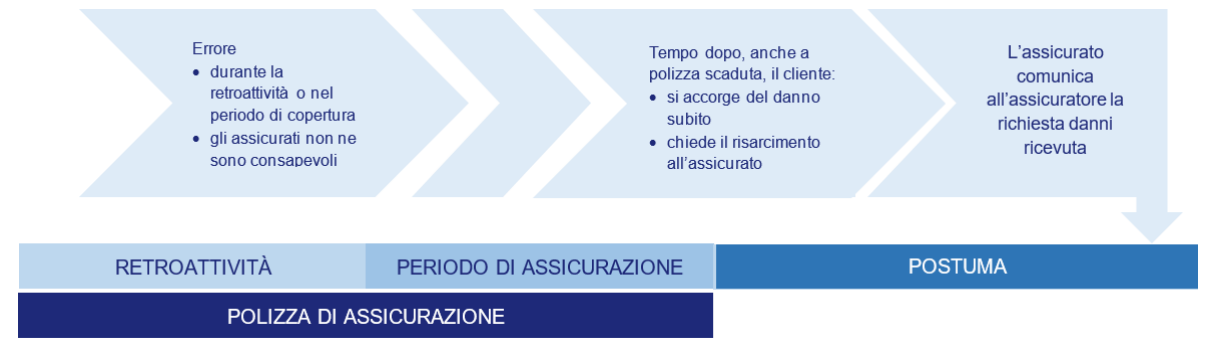 Errore
• durante la
retroattività o nel
periodo di copertura
• gli assicurati non ne
sono consapevoli
Tempo dopo, anche a
polizza scaduta, il cliente:
• si accorge del danno
subito
• chiede il risarcimento
all'assicurato
L'assicurato
comunica
all'assicuratore la
richiesta danni
ricevuta
RETROATTIVITÀ
PERIODO DI ASSICURAZIONE
POSTUMA
POLIZZA DI ASSICURAZIONE